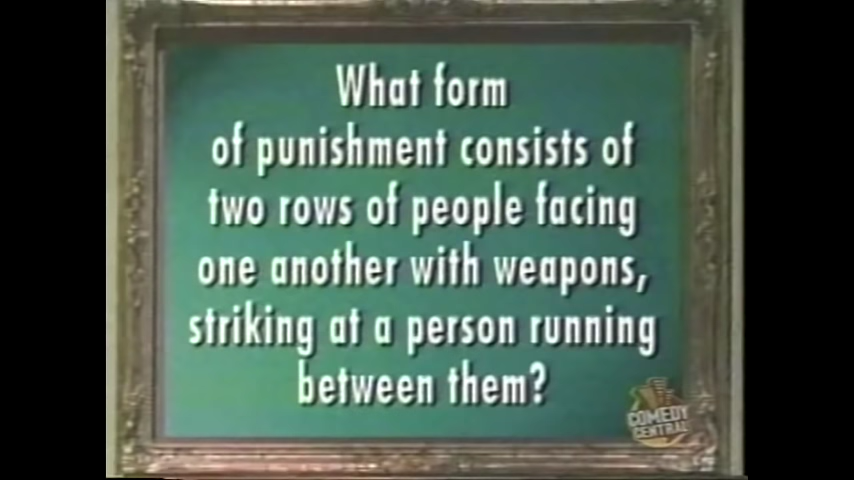 What form
of punishment consists of
two rows of people facing
one another with weapons,
striking at a person running
between them?
COMEDY
CENTRAL